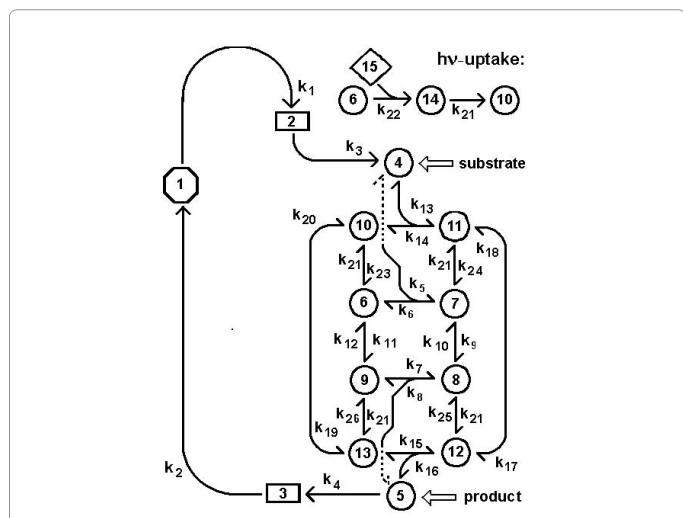 hν-uptake:
15
6
14
10
k22
k21
k1
2
k3
4
substrate
1
k13
k20
10
k14
11
k18
k21
k23
k21
k24
k5
6
k6
7
k12
k11
k10
k9
9
k7
8
k8
k26
k21
k25
k21
k19
13
k15
12
k16
k17
k2
3
k4
5
product